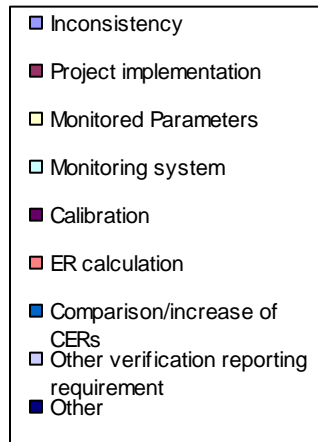 Inconsistency
Project implementation
Monitored Parameters
Monitoring system
Calibration
ER calculation
Comparison/increase of
CERs
Other verification reporting
requirement
Other